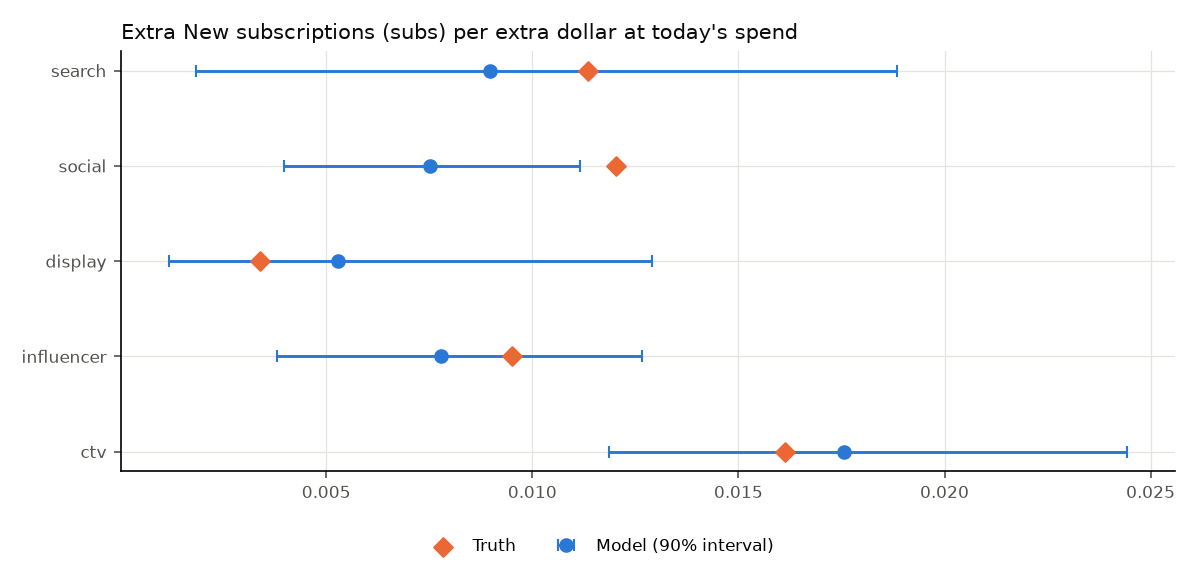 Extra New subscriptions (subs) per extra dollar at today's spend
search
social
display
influencer
ctv
0.005 0.010 0.015 0.020 0.025
Truth Model (90% interval)